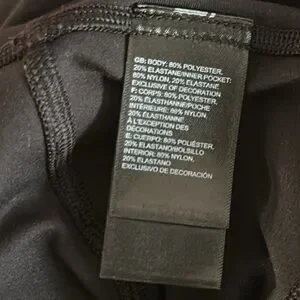 GB: BODY: 80% POLYESTER,
20% ELASTANE/INNER POCKET:
80% NYLON, 20% ELASTANE
EXCLUSIVE OF DECORATION
F: CORPS: 80% POLYESTER,
20% ÉLASTHANNE/POCHE
INTÉRIEURE: 80% NYLON,
20% ÉLASTHANNE
À L'EXCEPTION DES
DÉCORATIONS
E: CUERPO: 80% POLIÉSTER,
20% ELASTANO/BOLSILLO
INTERIOR: 80% NYLON,
20% ELASTANO
EXCLUSIVO DE DECORACIÓN